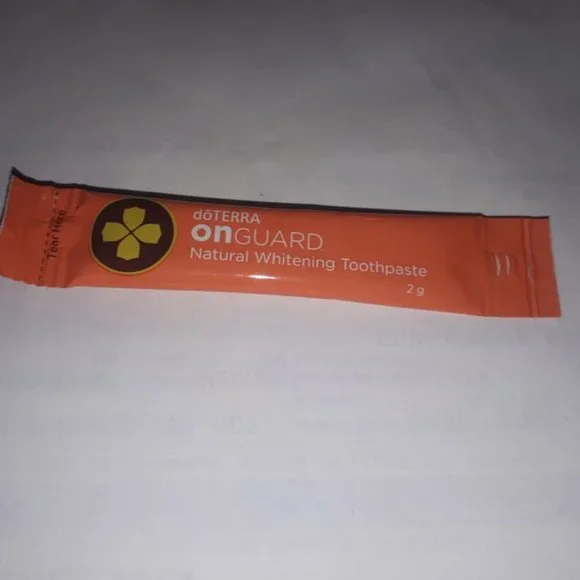 Tear Here
dōTERRA
onGUARD
Natural Whitening Toothpaste
2 g